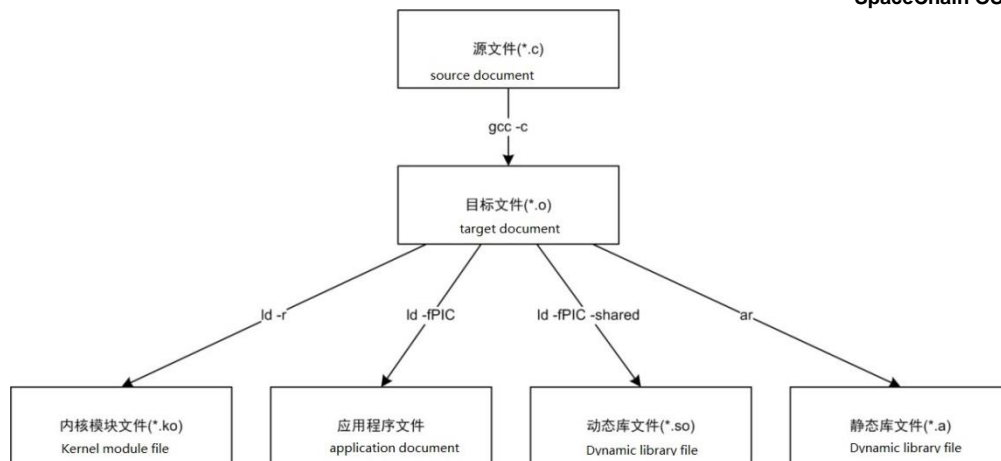 源文件(*.c)
source document
gcc -c
目标文件(*.o)
target document
ld -r
ld -fPIC
ld -fPIC -shared
ar
内核模块文件(*.ko)
Kernel module file
应用程序文件
application document
动态库文件(*.so)
Dynamic library file
静态库文件(*.a)
Dynamic library file